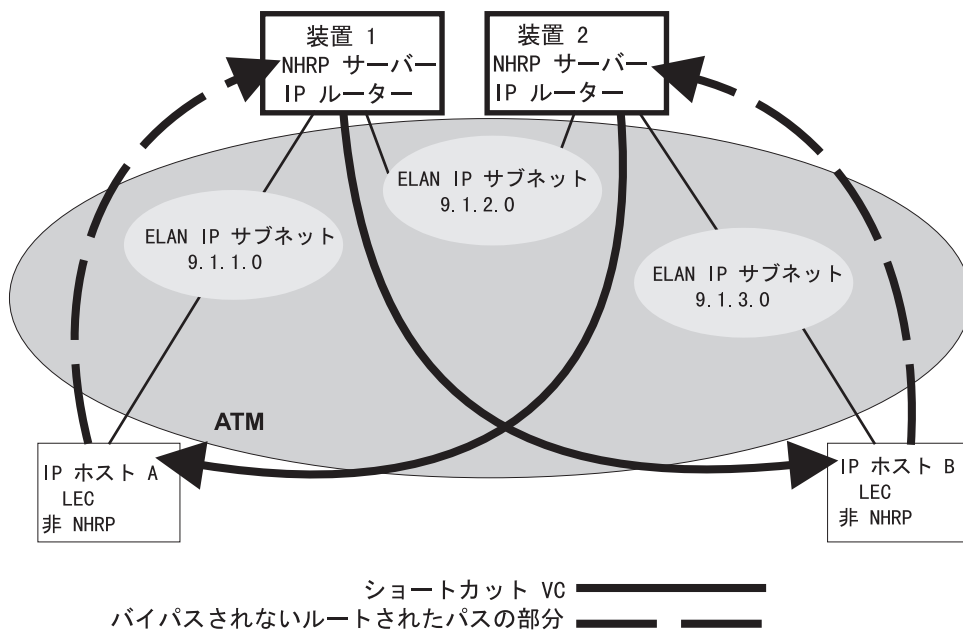 装置 1
NHRP サーバー
IP ルーター
装置 2
NHRP サーバー
IP ルーター
ELAN IP サブネット
9.1.2.0
ELAN IP サブネット
9.1.1.0
ELAN IP サブネット
9.1.3.0
ATM
IP ホスト A
LEC
非 NHRP
IP ホスト B
LEC
非 NHRP
ショートカット VC
バイパスされないルートされたパスの部分